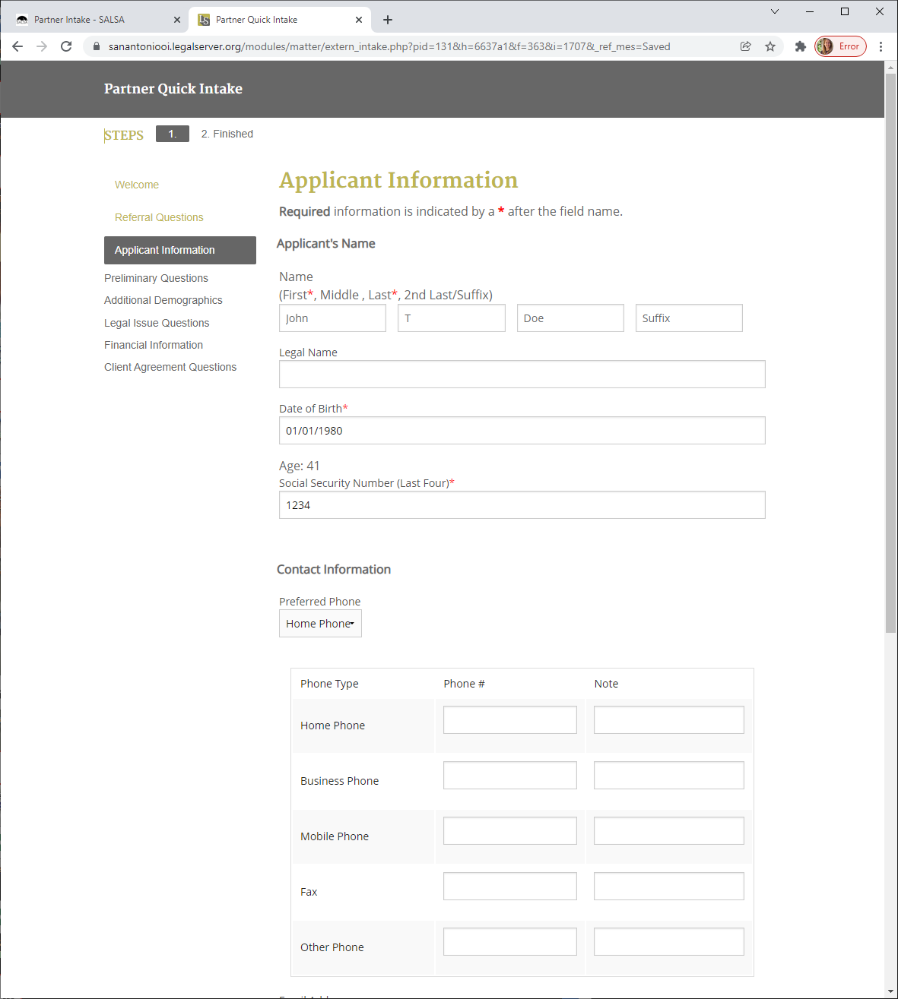 Partner Intake - SALSA
Partner Quick Intake
sanantoniooi.legalserver.org/modules/matter/extern_intake.php?pid=131&h=6637a1&f=363&i=1707&_ref_mes=Saved
Error
Partner Quick Intake
STEPS 1. 2. Finished
Welcome
Referral Questions
Applicant Information
Preliminary Questions
Additional Demographics
Legal Issue Questions
Financial Information
Client Agreement Questions
Applicant Information
Required information is indicated by a * after the field name.
Applicant's Name
Name
(First*, Middle , Last*, 2nd Last/Suffix)
John T Doe Suffix
Legal Name
Date of Birth*
01/01/1980
Age: 41
Social Security Number (Last Four)*
1234
Contact Information
Preferred Phone
Home Phone
Phone Type Phone # Note
Home Phone
Business Phone
Mobile Phone
Fax
Other Phone